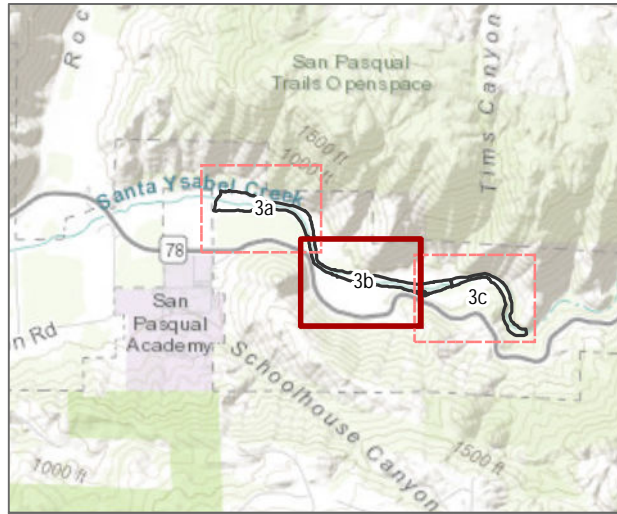 Roc
San Pasqual
Trails Openspace
Tims Canyon
1500 ft
1000 ft
Santa Ysabel Creek
3a
78
3b
3c
San
Pasqual
Academy
n Rd
Schoolhouse Canyon
1000 ft
1500 ft